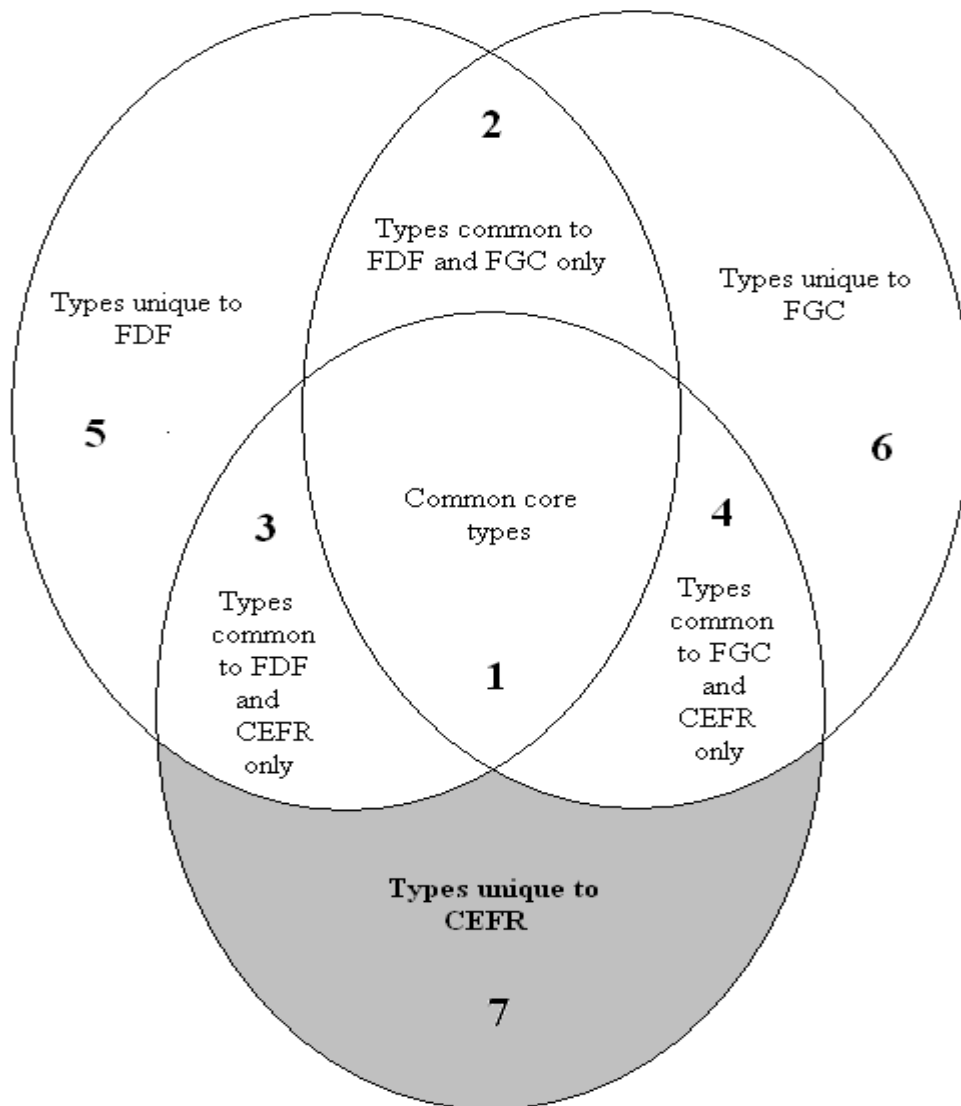 2
Types common to
FDF and FGC only
Types unique to
FDF
Types unique to
FGC
5
6
Common core
types
3
4
Types
common
to FDF
and
CEFR
only
Types
common
to FGC
and
CEFR
only
1
Types unique to
CEFR
7